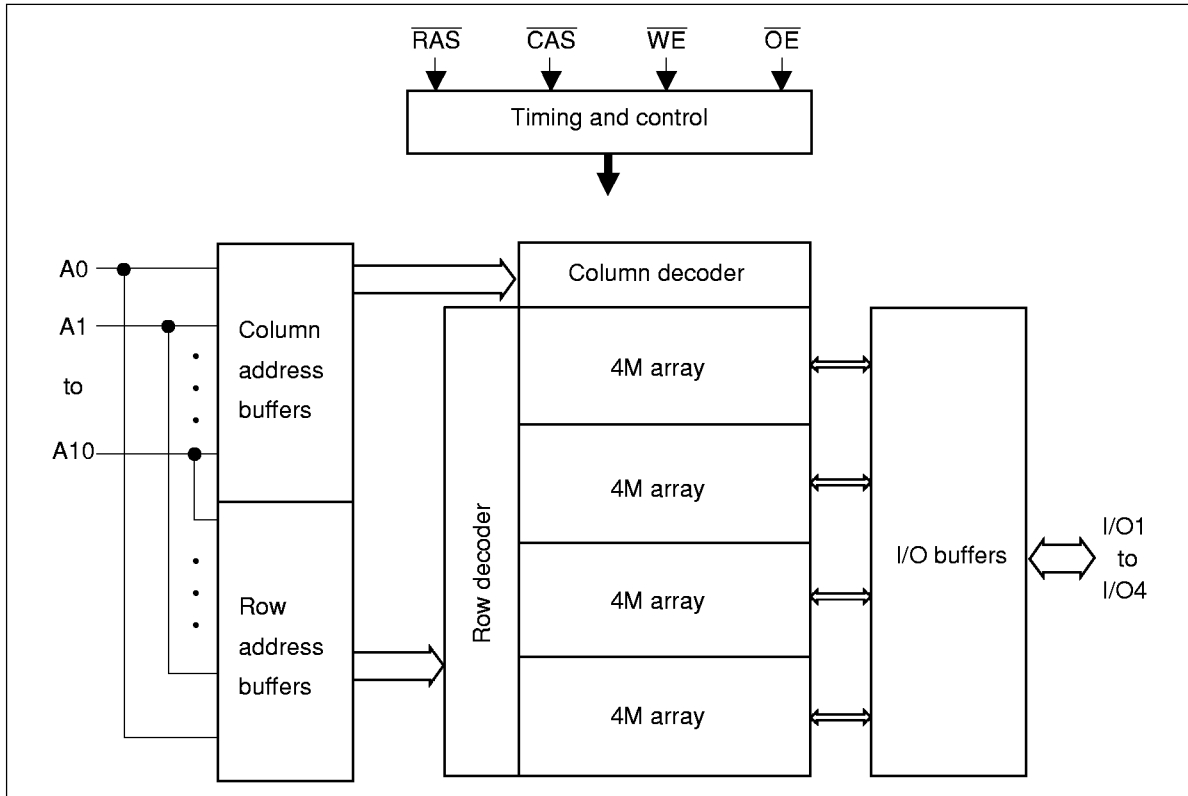 RAS CAS WE OE
Timing and control
A0
A1
to
A10
Column
address
buffers
Row
address
buffers
Column decoder
Row decoder
4M array
4M array
4M array
4M array
I/O buffers
I/O1
to
I/O4